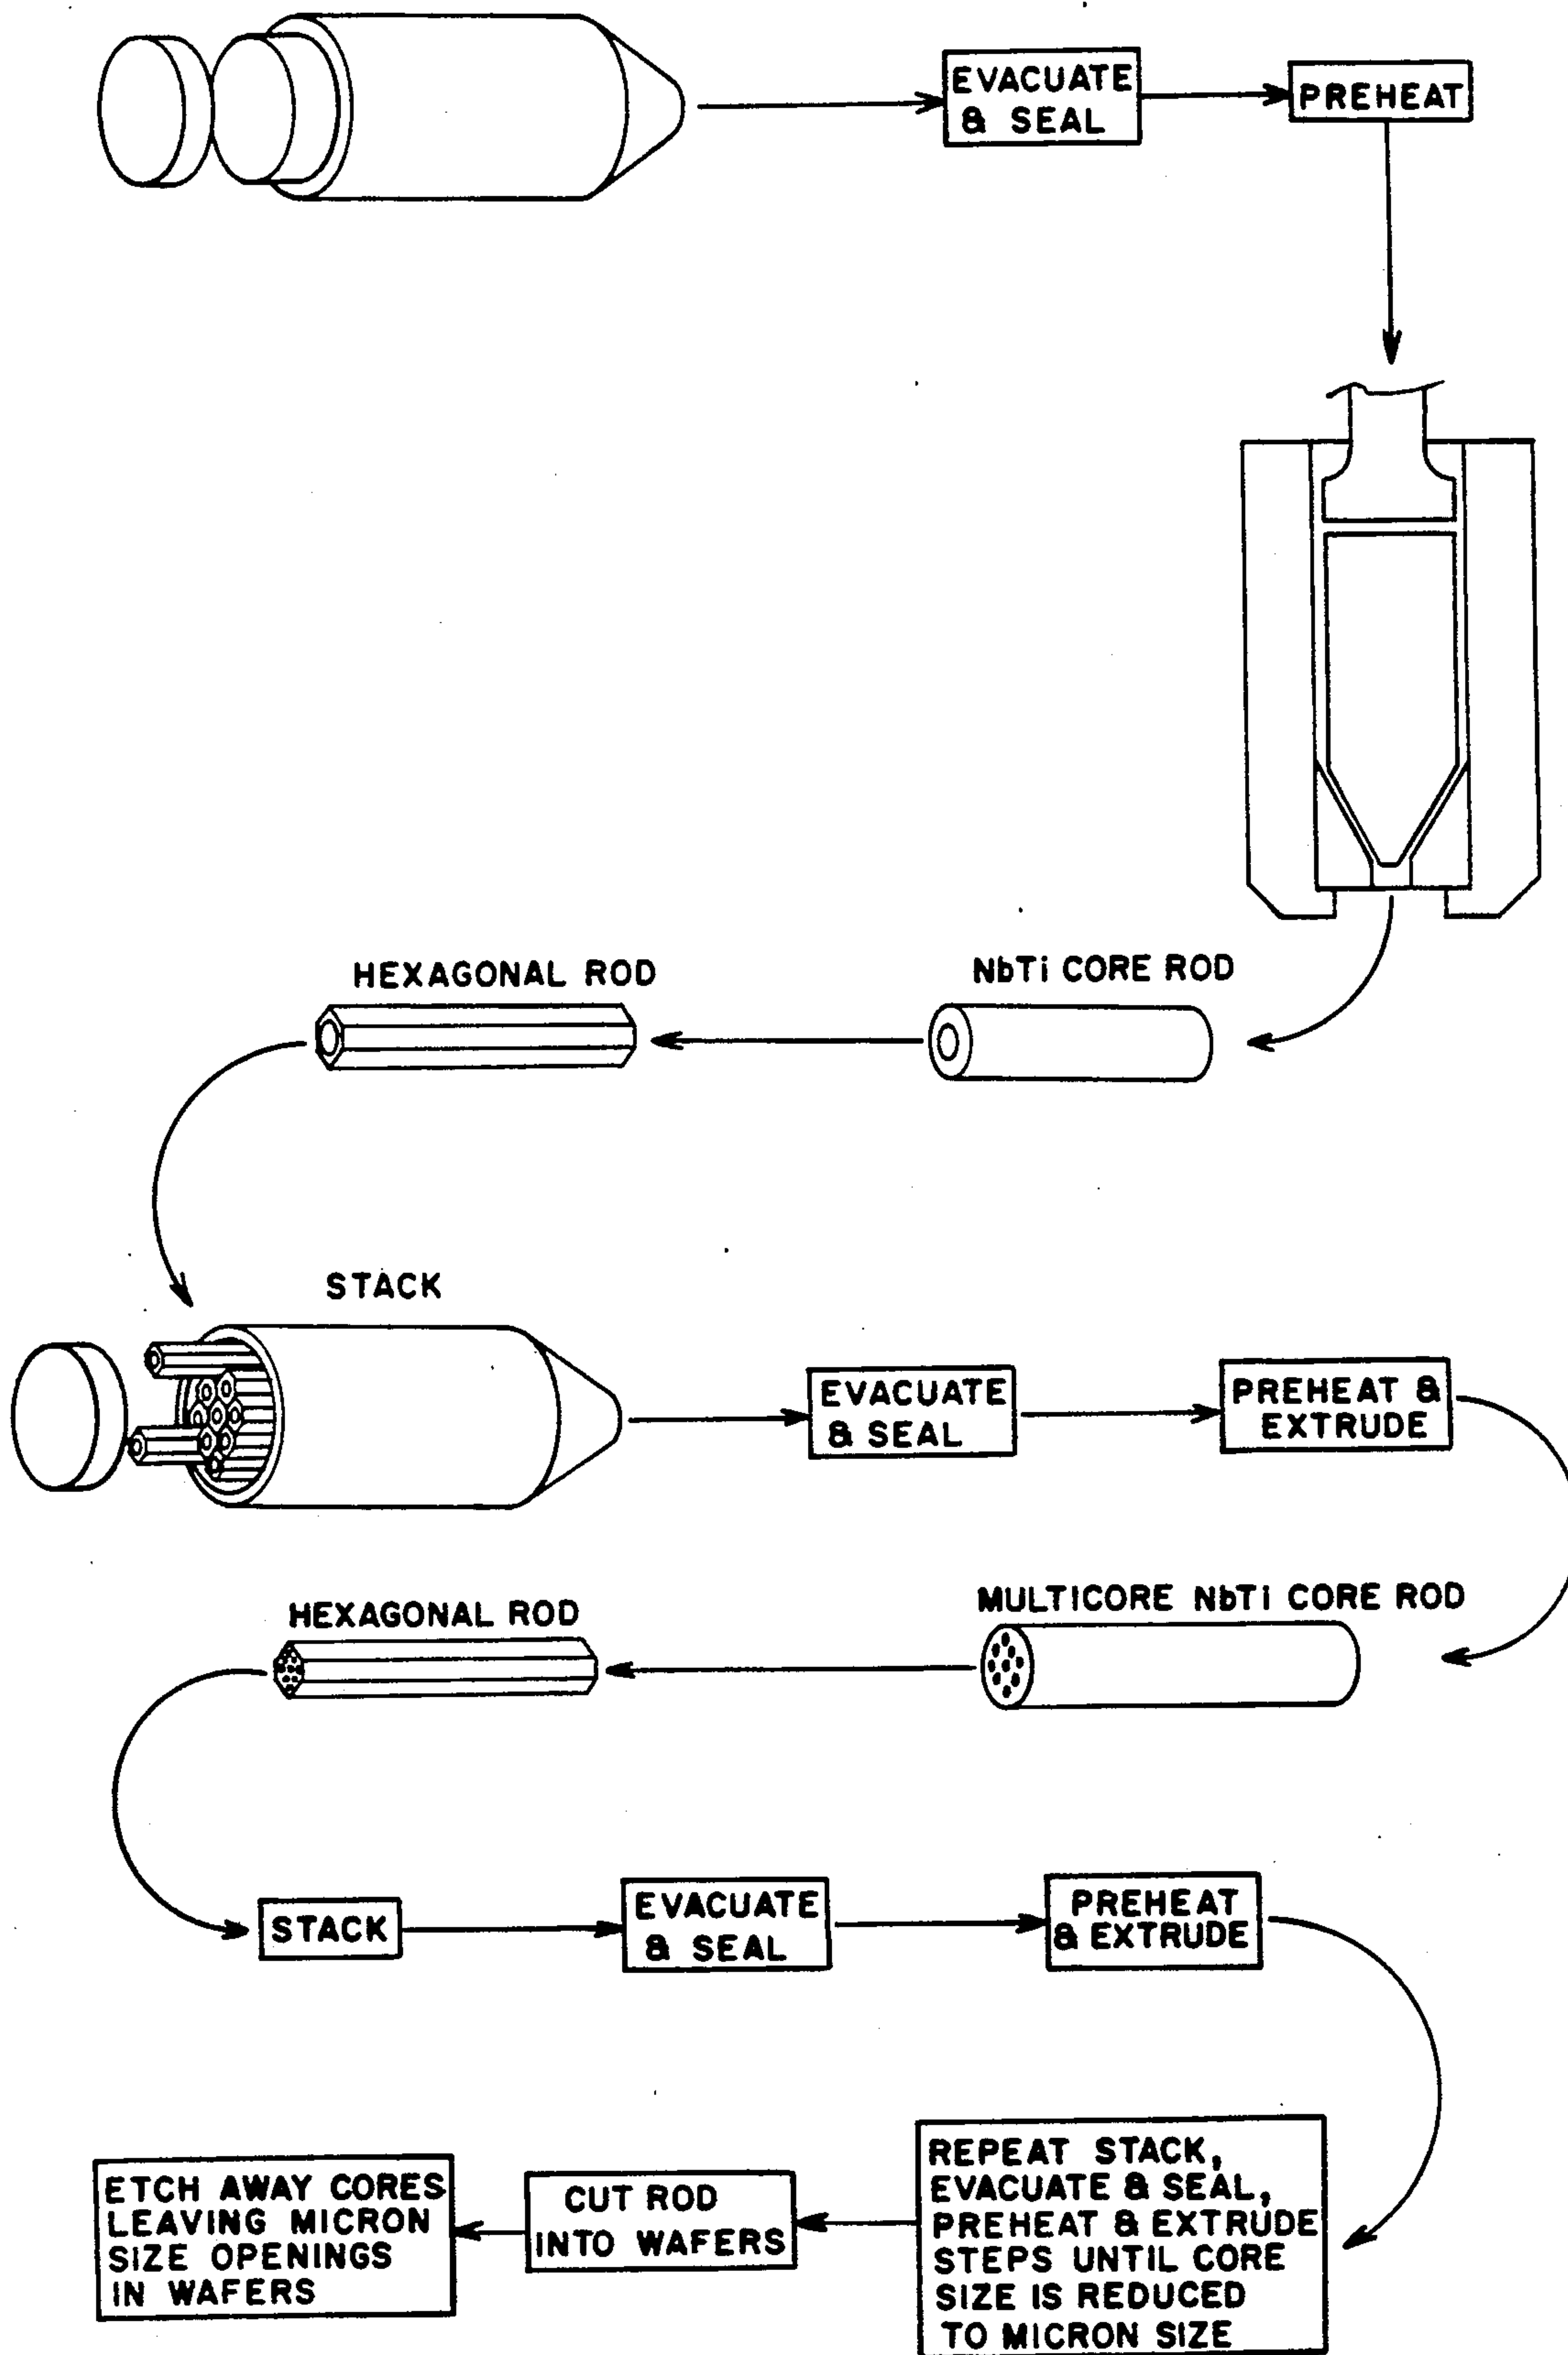 EVACUATE
& SEAL
PREHEAT
HEXAGONAL ROD
NbTi CORE ROD
STACK
EVACUATE
& SEAL
PREHEAT &
EXTRUDE
HEXAGONAL ROD
MULTICORE NbTi CORE ROD
STACK
EVACUATE
& SEAL
PREHEAT
& EXTRUDE
REPEAT STACK,
EVACUATE & SEAL,
PREHEAT & EXTRUDE
STEPS UNTIL CORE
SIZE IS REDUCED
TO MICRON SIZE
CUT ROD
INTO WAFERS
ETCH AWAY CORES
LEAVING MICRON
SIZE OPENINGS
IN WAFERS